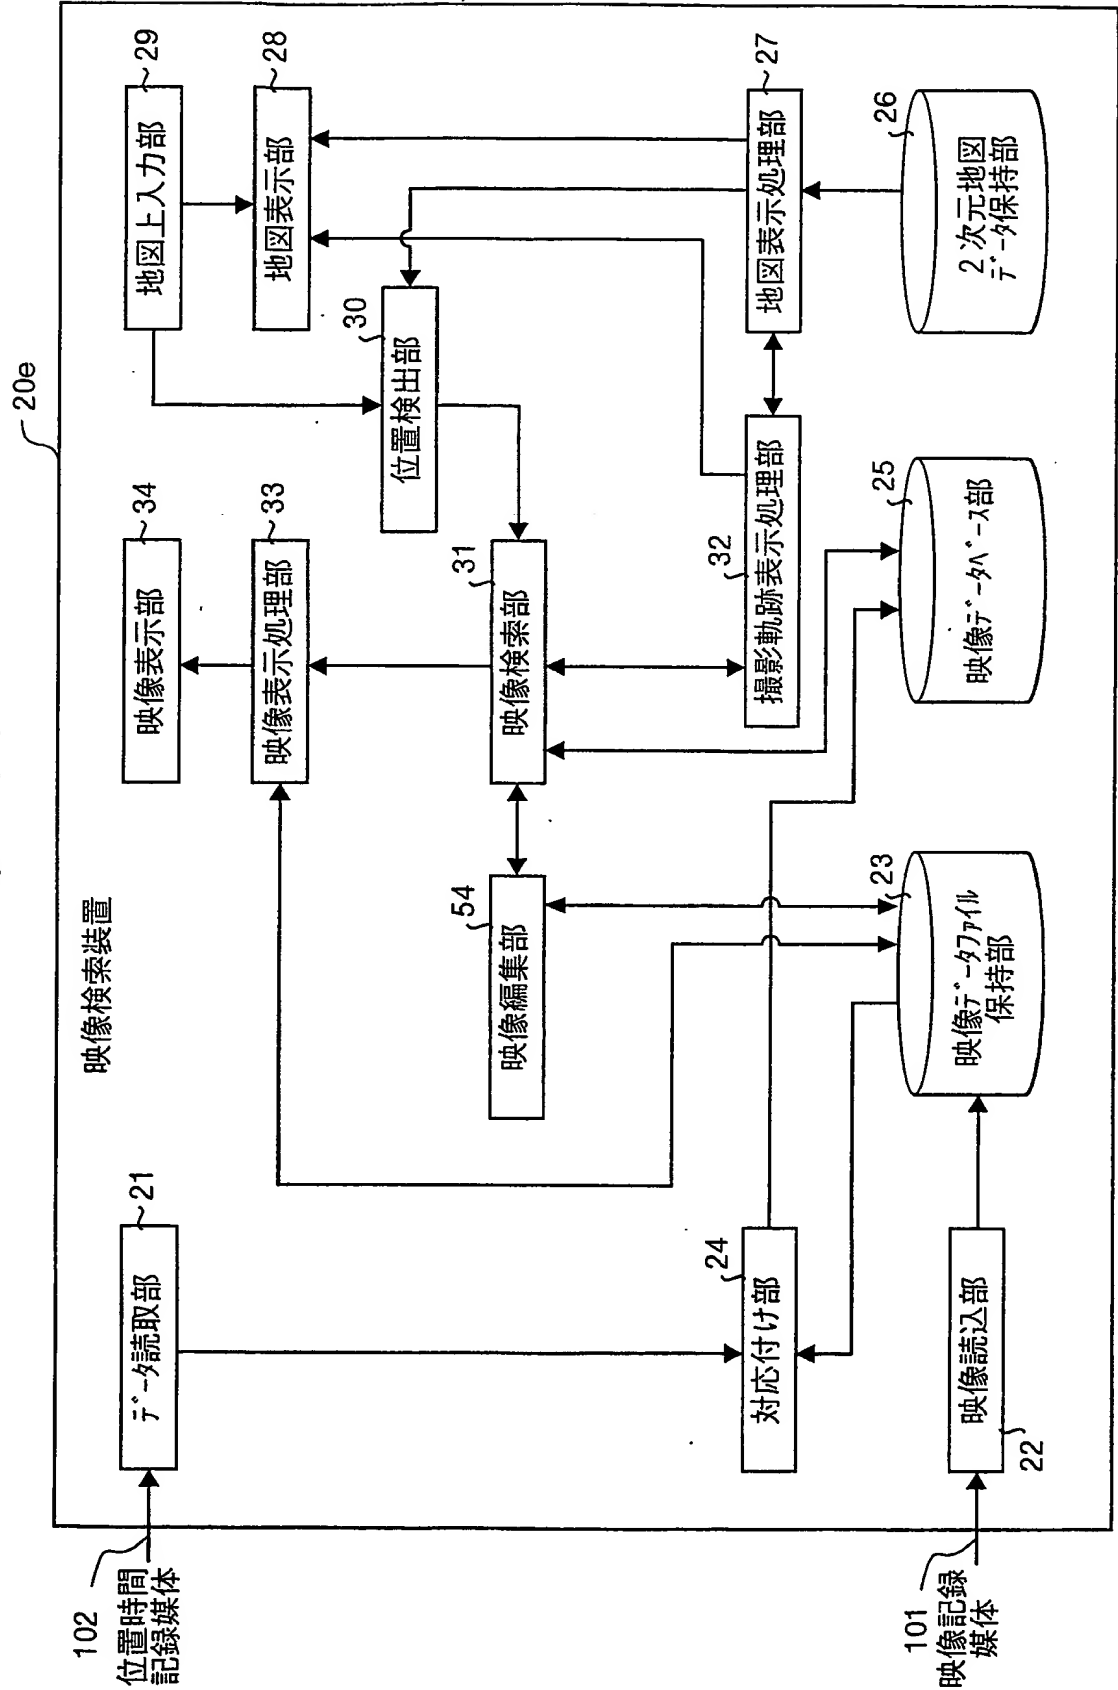 20e
映像検索装置
102
位置時間
記録媒体
データ読取部
21
映像表示部
34
地図上入力部
29
映像表示処理部
33
地図表示部
28
位置検出部
30
映像編集部
54
映像検索部
31
対応付け部
24
撮影軌跡表示処理部
32
地図表示処理部
27
101
映像記録
媒体
映像読込部
22
映像データファイル
保持部
23
映像データベース部
25
2次元地図
データ保持部
26